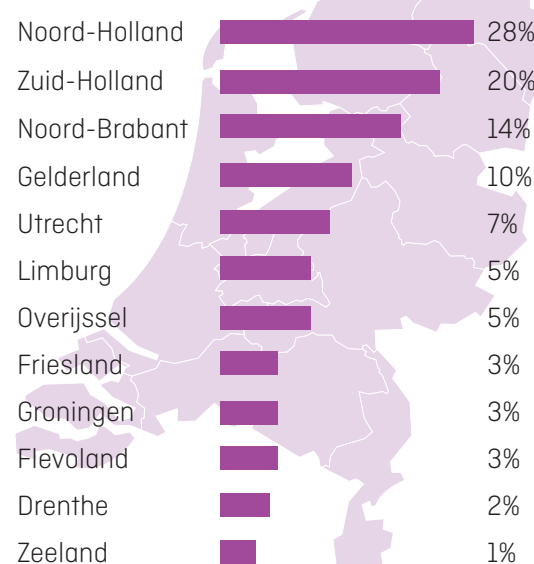 Noord-Holland 28%
Zuid-Holland 20%
Noord-Brabant 14%
Gelderland 10%
Utrecht 7%
Limburg 5%
Overijssel 5%
Friesland 3%
Groningen 3%
Flevoland 3%
Drenthe 2%
Zeeland 1%